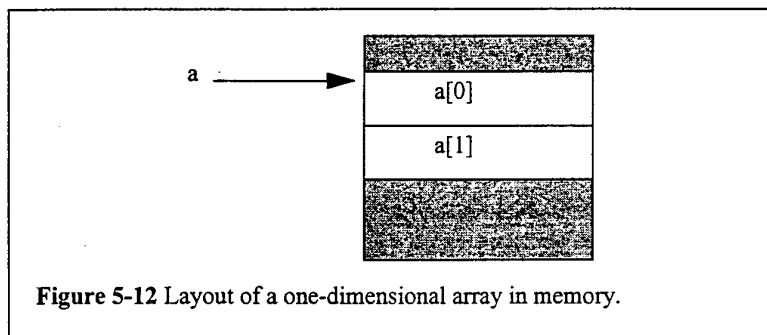 a
a[0]
a[1]
Figure 5-12 Layout of a one-dimensional array in memory.